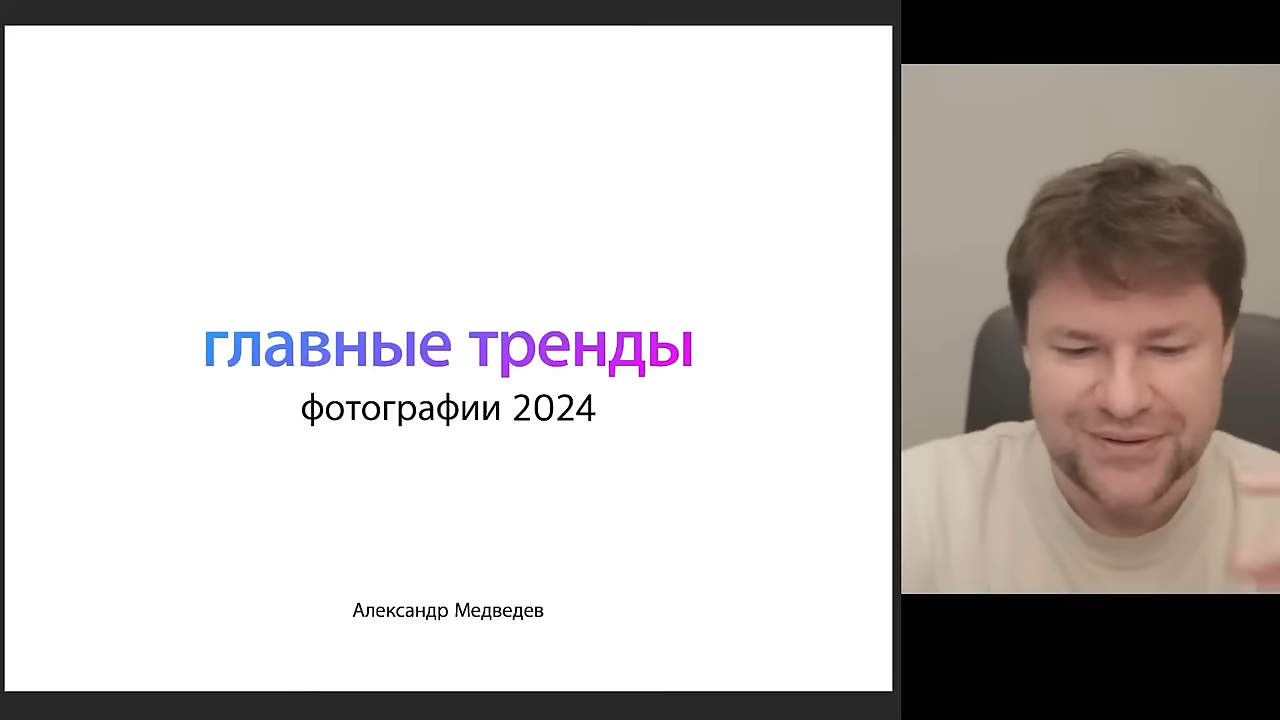 главные тренды
фотографии 2024
Александр Медведев